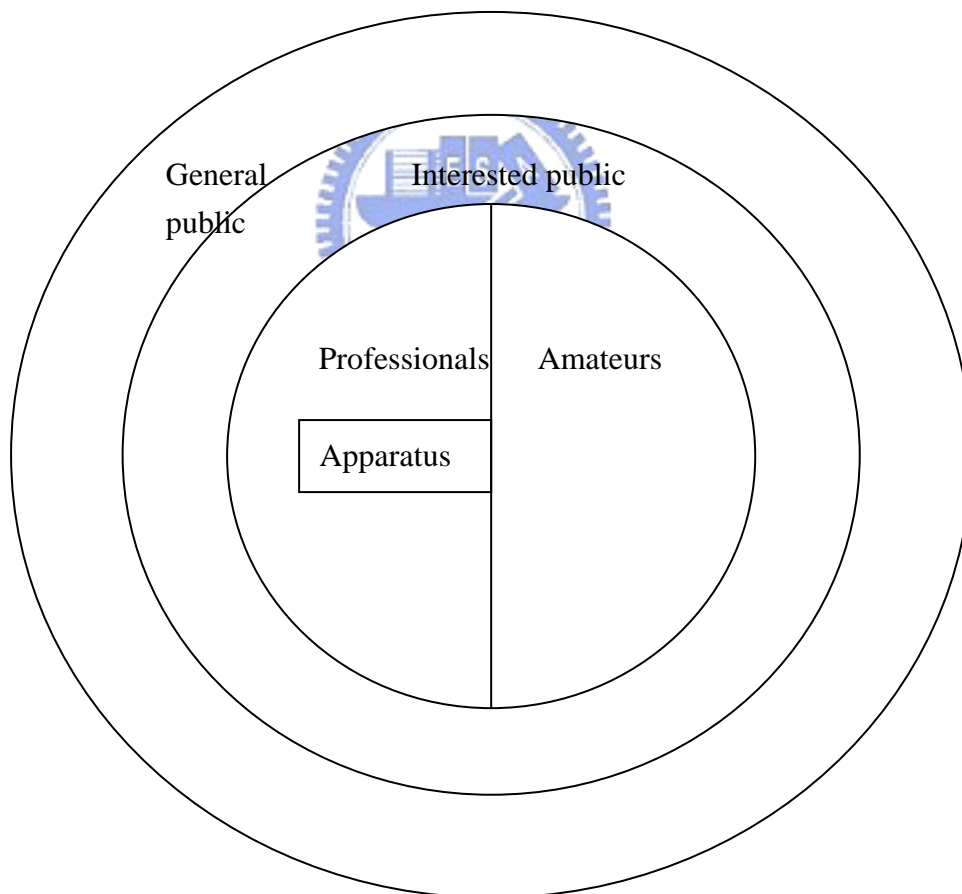 General
public
Interested public
Professionals
Amateurs
Apparatus